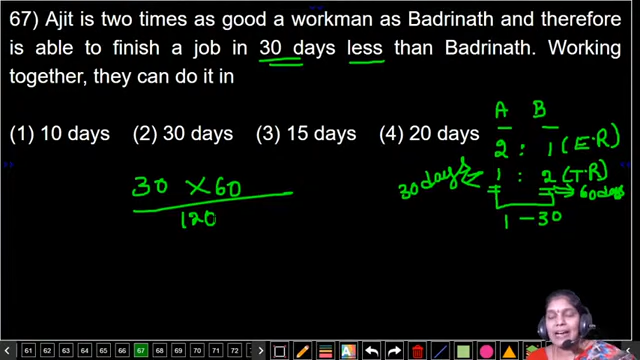 67) Ajit is two times as good a workman as Badrinath and therefore
is able to finish a job in 30 days less than Badrinath. Working
together, they can do it in
A B
(1) 10 days (2) 30 days (3) 15 days (4) 20 days
2 : 1 (E.R)
30 days 1 : 2 (T.R)
60 days
1 - 30
30 × 60
120
61 62 63 64 65 66 67 68 69 70 71 72 73 74 75